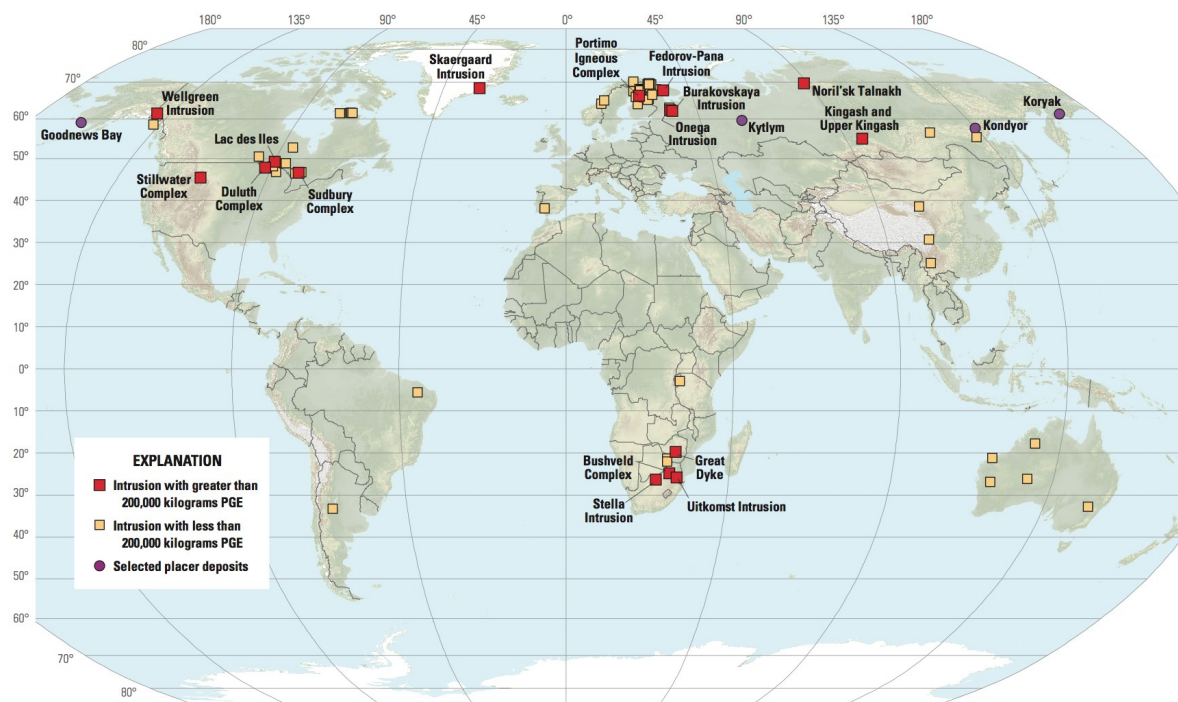 180°
135°
90°
45°
0°
45°
90°
135°
180°
80°
70°
60°
50°
40°
30°
20°
10°
0°
10°
20°
30°
40°
50°
60°
70°
80°
Goodnews Bay
Wellgreen
Intrusion
Stillwater
Complex
Lac des Iles
Duluth
Complex
Sudbury
Complex
Skaergaard
Intrusion
Portimo
Igneous
Complex
Fedorov-Pana
Intrusion
Burakovskaya
Intrusion
Onega
Intrusion
Kytlym
Noril'sk Talnakh
Kingash and
Upper Kingash
Kondyor
Koryak
Bushveld
Complex
Great
Dyke
Stella
Intrusion
Uitkomst Intrusion
EXPLANATION
Intrusion with greater than
200,000 kilograms PGE
Intrusion with less than
200,000 kilograms PGE
Selected placer deposits